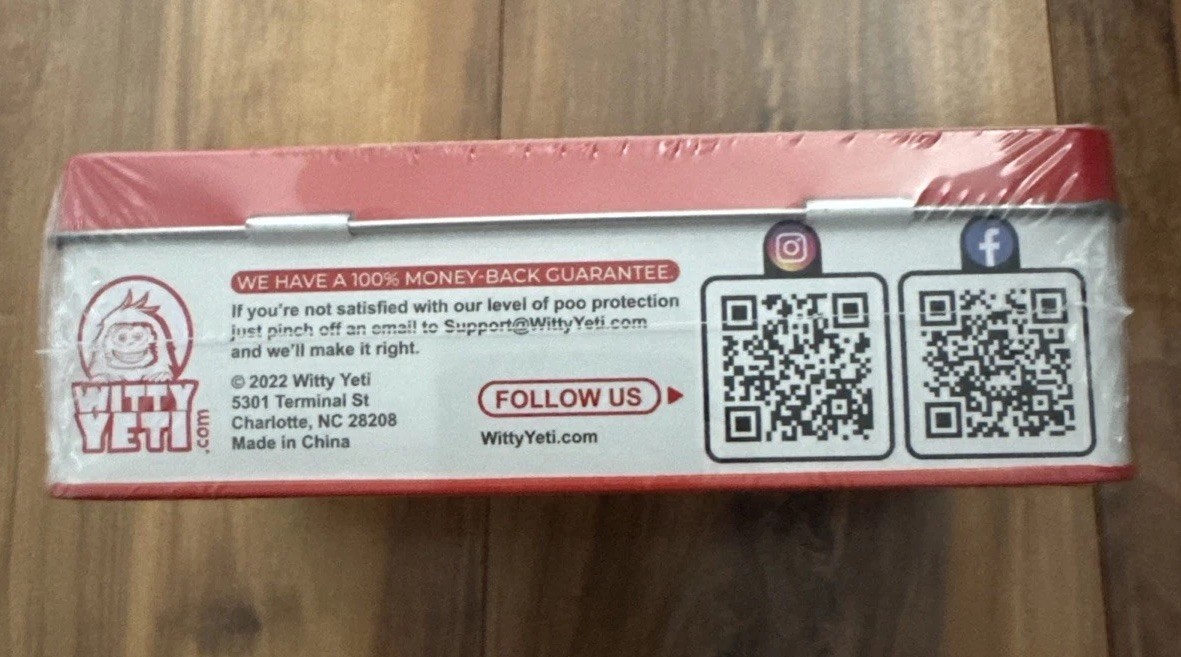 WE HAVE A 100% MONEY-BACK GUARANTEE.
If you're not satisfied with our level of poo protection
just pinch off an email to Support@WittyYeti.com
and we'll make it right.
© 2022 Witty Yeti
5301 Terminal St
Charlotte, NC 28208
Made in China
WITTY
YETI
.com
FOLLOW US
WittyYeti.com